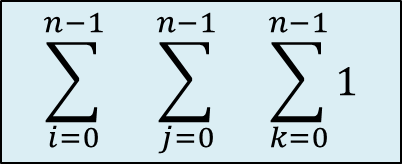 n−1 n−1 n−1
∑ ∑ ∑ 1
i=0 j=0 k=0